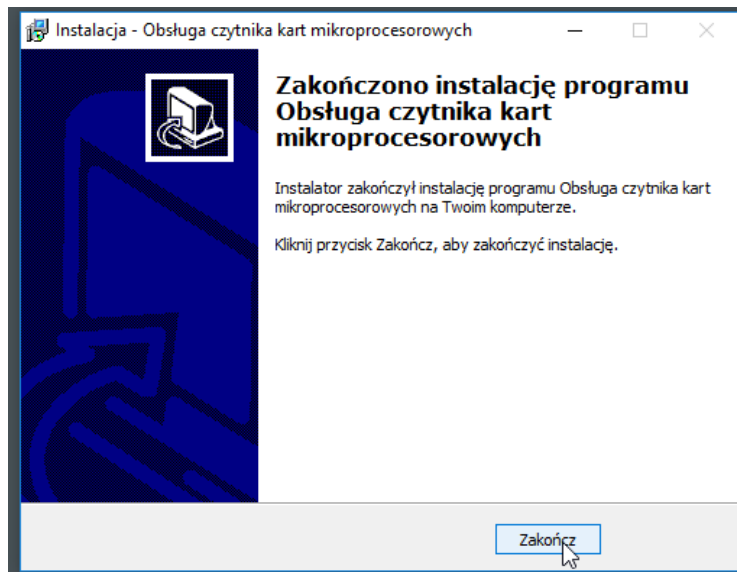 Instalacja - Obsługa czytnika kart mikroprocesorowych
Zakończono instalację programu
Obsługa czytnika kart
mikroprocesorowych
Instalator zakończył instalację programu Obsługa czytnika kart
mikroprocesorowych na Twoim komputerze.
Kliknij przycisk Zakończ, aby zakończyć instalację.
Zakończ